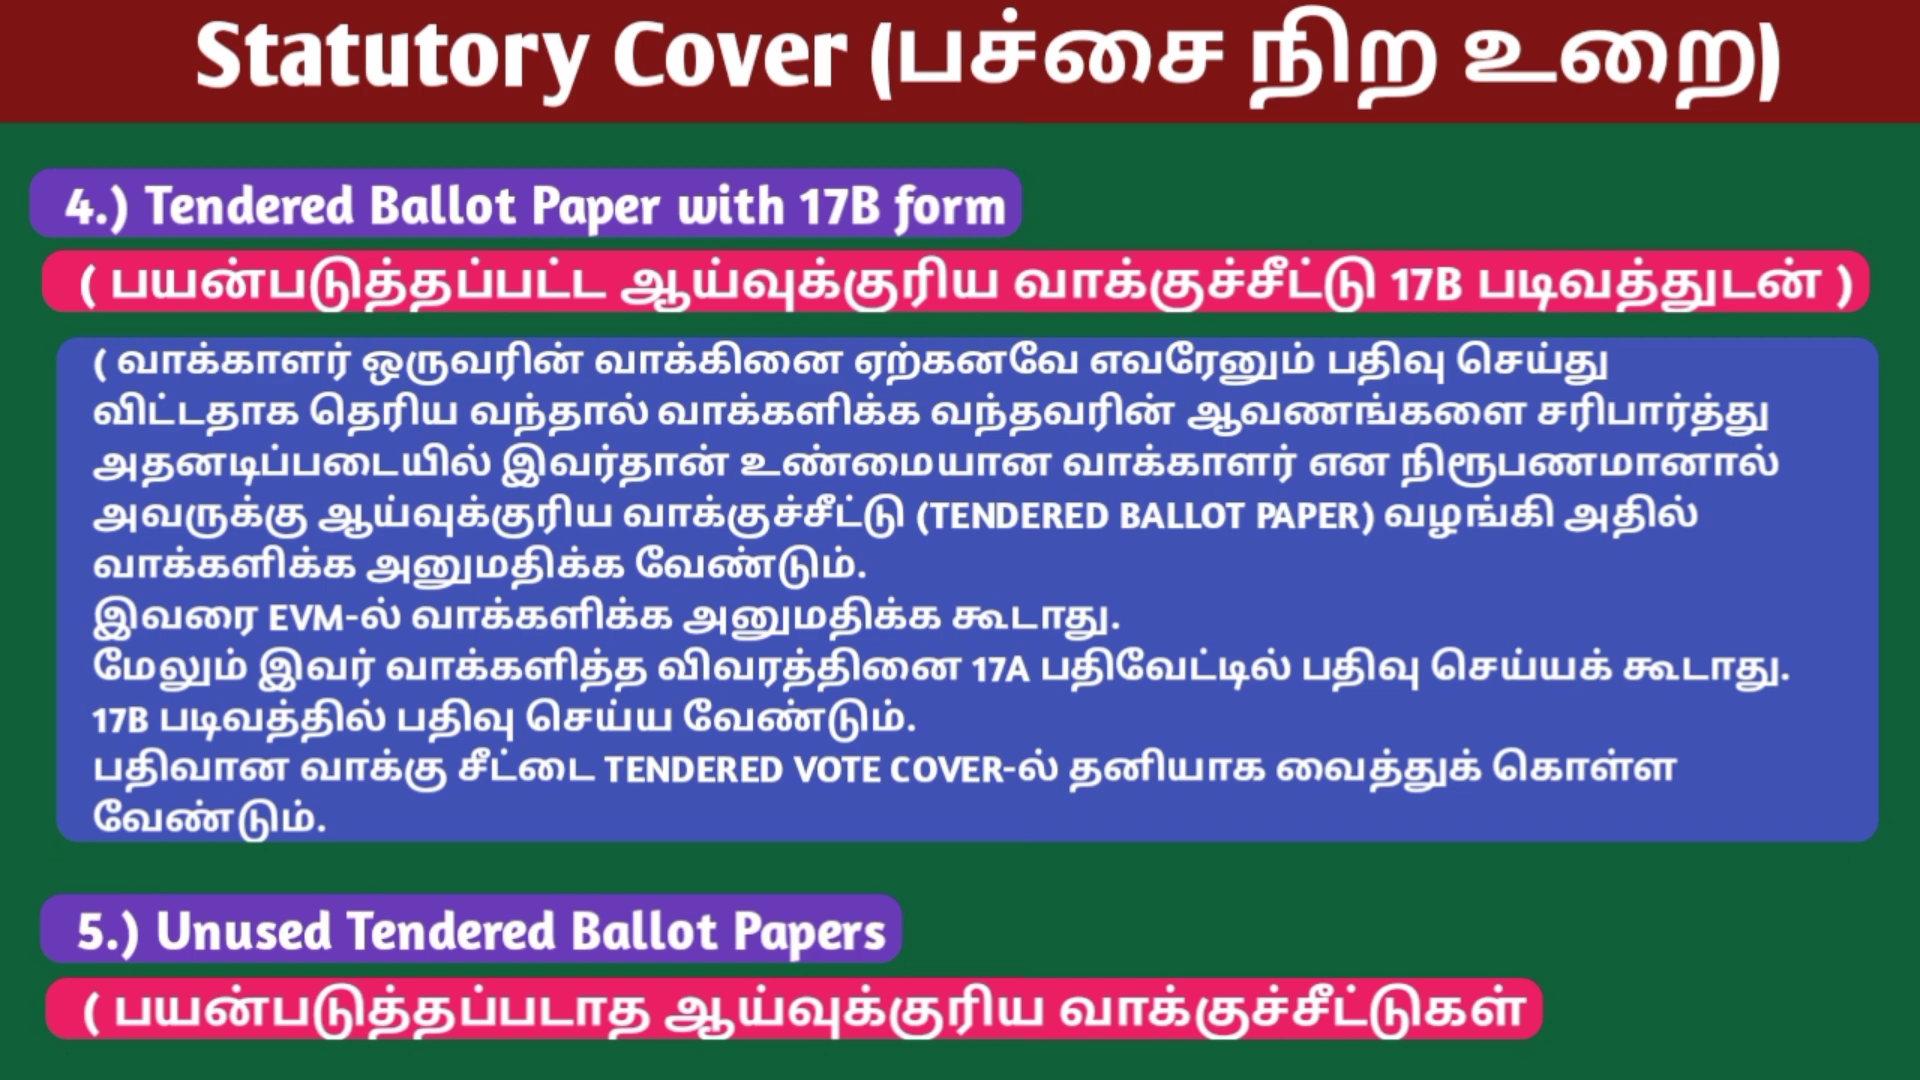 Statutory Cover (பச்சை நிற உறை)
4.) Tendered Ballot Paper with 17B form
( பயன்படுத்தப்பட்ட ஆய்வுக்குரிய வாக்குச்சீட்டு 17B படிவத்துடன் )
( வாக்காளர் ஒருவரின் வாக்கினை ஏற்கனவே எவரேனும் பதிவு செய்து
விட்டதாக தெரிய வந்தால் வாக்களிக்க வந்தவரின் ஆவணங்களை சரிபார்த்து
அதனடிப்படையில் இவர்தான் உண்மையான வாக்காளர் என நிரூபணமானால்
அவருக்கு ஆய்வுக்குரிய வாக்குச்சீட்டு (TENDERED BALLOT PAPER) வழங்கி அதில்
வாக்களிக்க அனுமதிக்க வேண்டும்.
இவரை EVM-ல் வாக்களிக்க அனுமதிக்க கூடாது.
மேலும் இவர் வாக்களித்த விவரத்தினை 17A பதிவேட்டில் பதிவு செய்யக் கூடாது.
17B படிவத்தில் பதிவு செய்ய வேண்டும்.
பதிவான வாக்கு சீட்டை TENDERED VOTE COVER-ல் தனியாக வைத்துக் கொள்ள
வேண்டும்.
5.) Unused Tendered Ballot Papers
( பயன்படுத்தப்படாத ஆய்வுக்குரிய வாக்குச்சீட்டுகள்